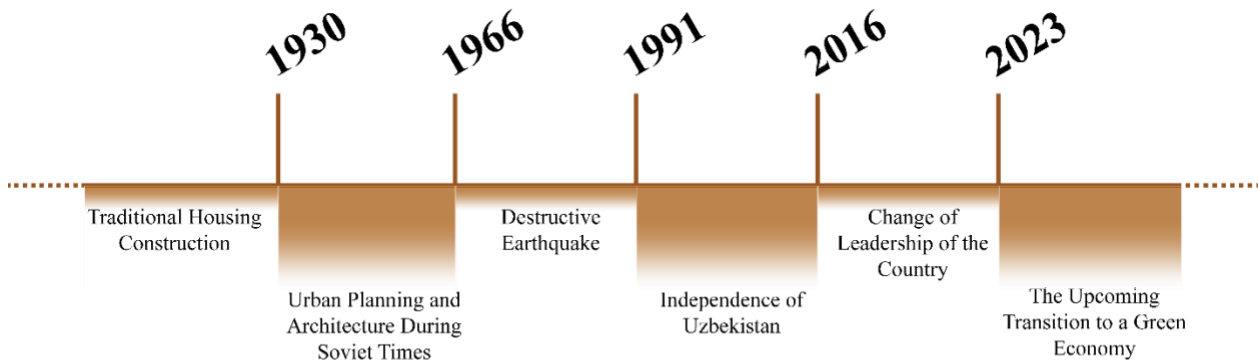 1930
1966
1991
2016
2023
Traditional Housing
Construction
Urban Planning and
Architecture During
Soviet Times
Destructive
Earthquake
Independence of
Uzbekistan
Change of
Leadership of the
Country
The Upcoming
Transition to a Green
Economy